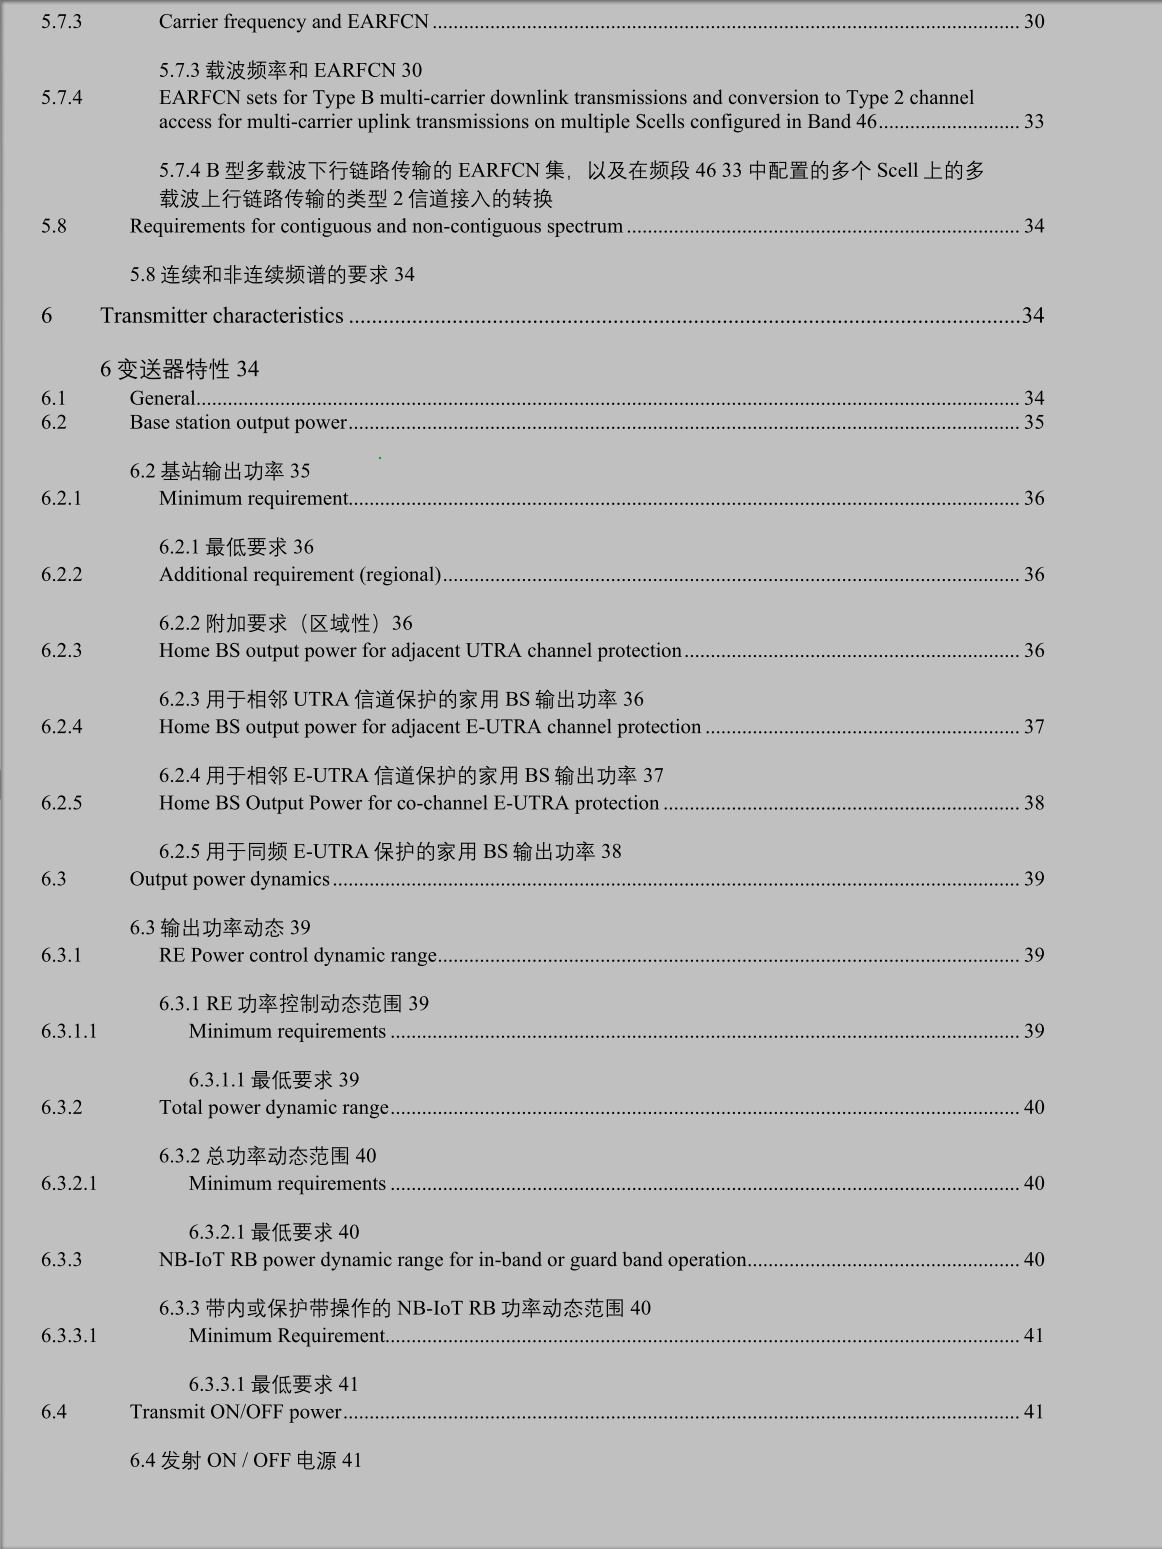 5.7.3 Carrier frequency and EARFCN ........ 30
5.7.3 载波频率和 EARFCN 30
5.7.4 EARFCN sets for Type B multi-carrier downlink transmissions and conversion to Type 2 channel
access for multi-carrier uplink transmissions on multiple Scells configured in Band 46 ........ 33
5.7.4 B 型多载波下行链路传输的 EARFCN 集，以及在频段 46 33 中配置的多个 Scell 上的多
载波上行链路传输的类型 2 信道接入的转换
5.8 Requirements for contiguous and non-contiguous spectrum ........ 34
5.8 连续和非连续频谱的要求 34
6 Transmitter characteristics ........ 34
6 变送器特性 34
6.1 General ........ 34
6.2 Base station output power ........ 35
6.2 基站输出功率 35
6.2.1 Minimum requirement ........ 36
6.2.1 最低要求 36
6.2.2 Additional requirement (regional) ........ 36
6.2.2 附加要求（区域性）36
6.2.3 Home BS output power for adjacent UTRA channel protection ........ 36
6.2.3 用于相邻 UTRA 信道保护的家用 BS 输出功率 36
6.2.4 Home BS output power for adjacent E-UTRA channel protection ........ 37
6.2.4 用于相邻 E-UTRA 信道保护的家用 BS 输出功率 37
6.2.5 Home BS Output Power for co-channel E-UTRA protection ........ 38
6.2.5 用于同频 E-UTRA 保护的家用 BS 输出功率 38
6.3 Output power dynamics ........ 39
6.3 输出功率动态 39
6.3.1 RE Power control dynamic range ........ 39
6.3.1 RE 功率控制动态范围 39
6.3.1.1 Minimum requirements ........ 39
6.3.1.1 最低要求 39
6.3.2 Total power dynamic range ........ 40
6.3.2 总功率动态范围 40
6.3.2.1 Minimum requirements ........ 40
6.3.2.1 最低要求 40
6.3.3 NB-IoT RB power dynamic range for in-band or guard band operation ........ 40
6.3.3 带内或保护带操作的 NB-IoT RB 功率动态范围 40
6.3.3.1 Minimum Requirement ........ 41
6.3.3.1 最低要求 41
6.4 Transmit ON/OFF power ........ 41
6.4 发射 ON / OFF 电源 41